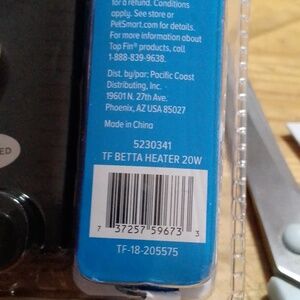 for a refund. Conditions
apply. See store or
PetSmart.com for details.
For more information about
Top Fin® products, call
1-888-839-9638.
Dist. by/par: Pacific Coast
Distributing, Inc.
19601 N. 27th Ave.
Phoenix, AZ USA 85027
Made in China
5230341
TF BETTA HEATER 20W
7 37257 59673 3
TF-18-205575
ED